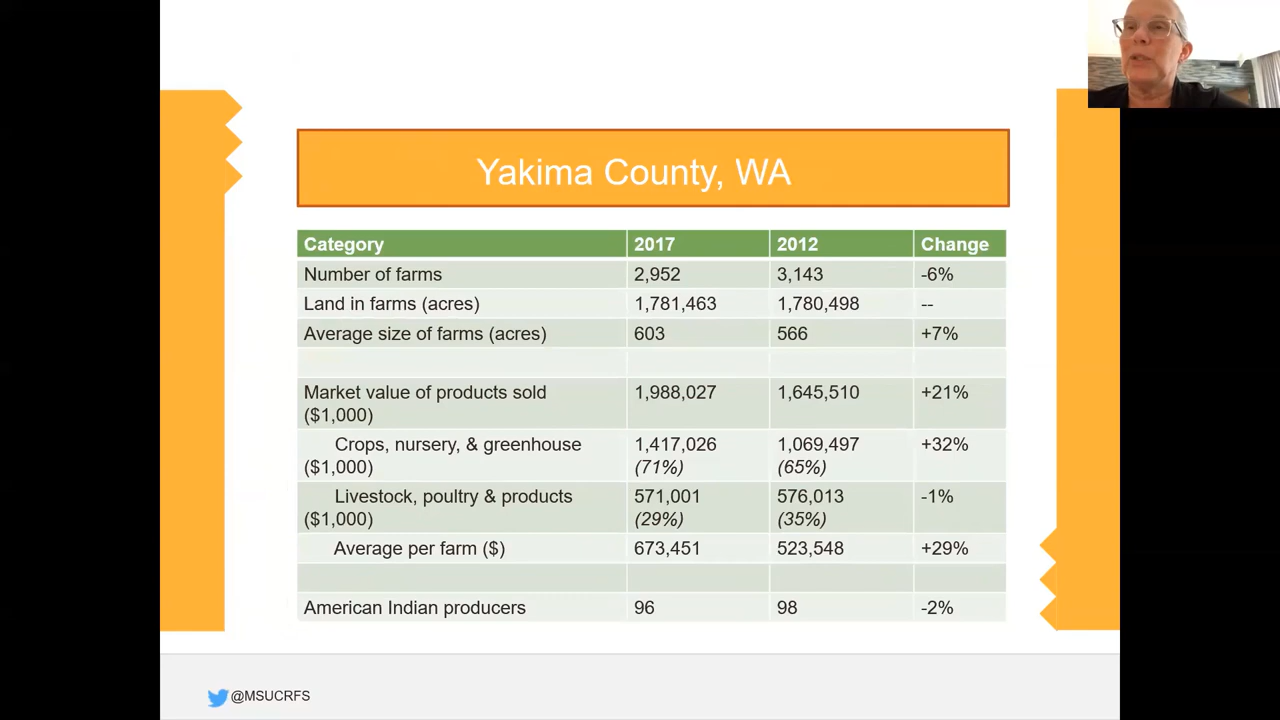 Yakima County, WA
Category 2017 2012 Change
Number of farms 2,952 3,143 -6%
Land in farms (acres) 1,781,463 1,780,498 --
Average size of farms (acres) 603 566 +7%
Market value of products sold 1,988,027 1,645,510 +21%
($1,000)
Crops, nursery, & greenhouse 1,417,026 1,069,497 +32%
($1,000) (71%) (65%)
Livestock, poultry & products 571,001 576,013 -1%
($1,000) (29%) (35%)
Average per farm ($) 673,451 523,548 +29%
American Indian producers 96 98 -2%
@MSUCRFS